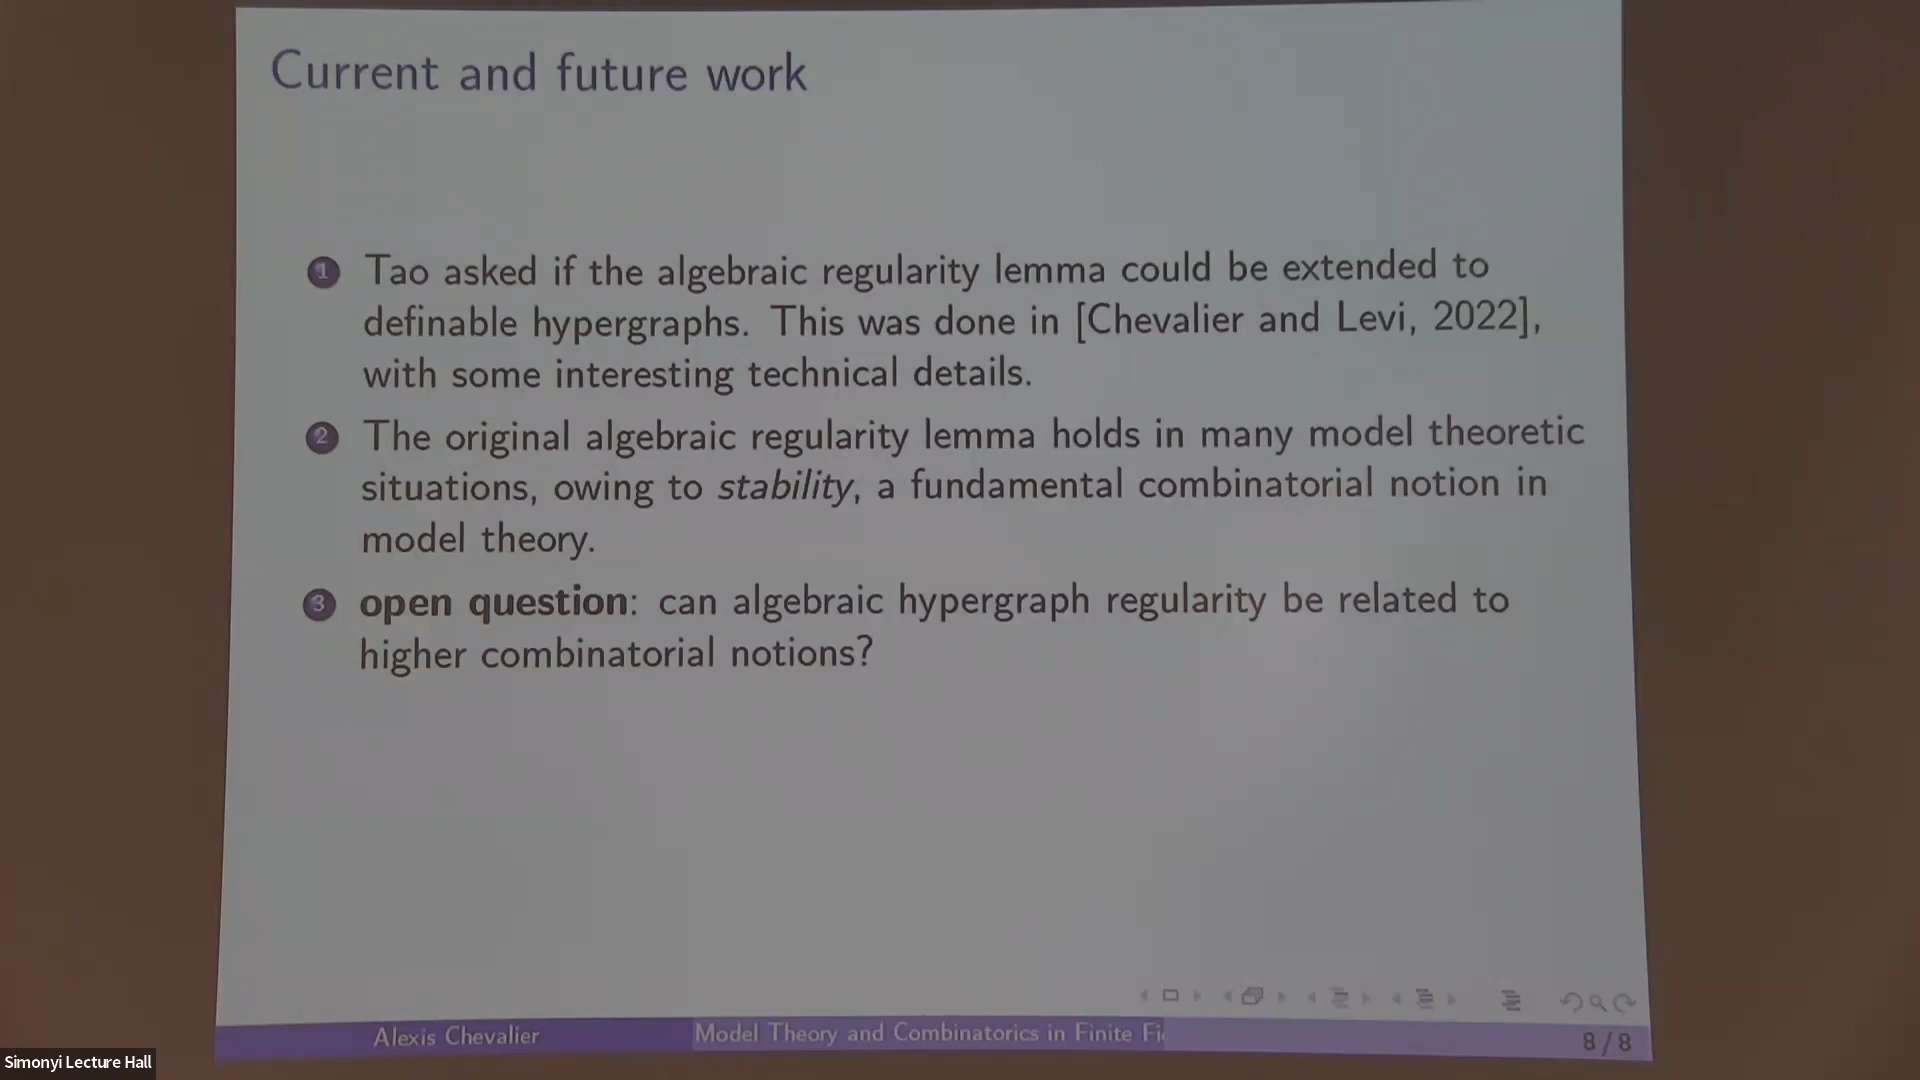 Current and future work
1 Tao asked if the algebraic regularity lemma could be extended to
definable hypergraphs. This was done in [Chevalier and Levi, 2022],
with some interesting technical details.
2 The original algebraic regularity lemma holds in many model theoretic
situations, owing to stability, a fundamental combinatorial notion in
model theory.
3 open question: can algebraic hypergraph regularity be related to
higher combinatorial notions?
Alexis Chevalier
Model Theory and Combinatorics in Finite Fi
8 / 8
Simonyi Lecture Hall